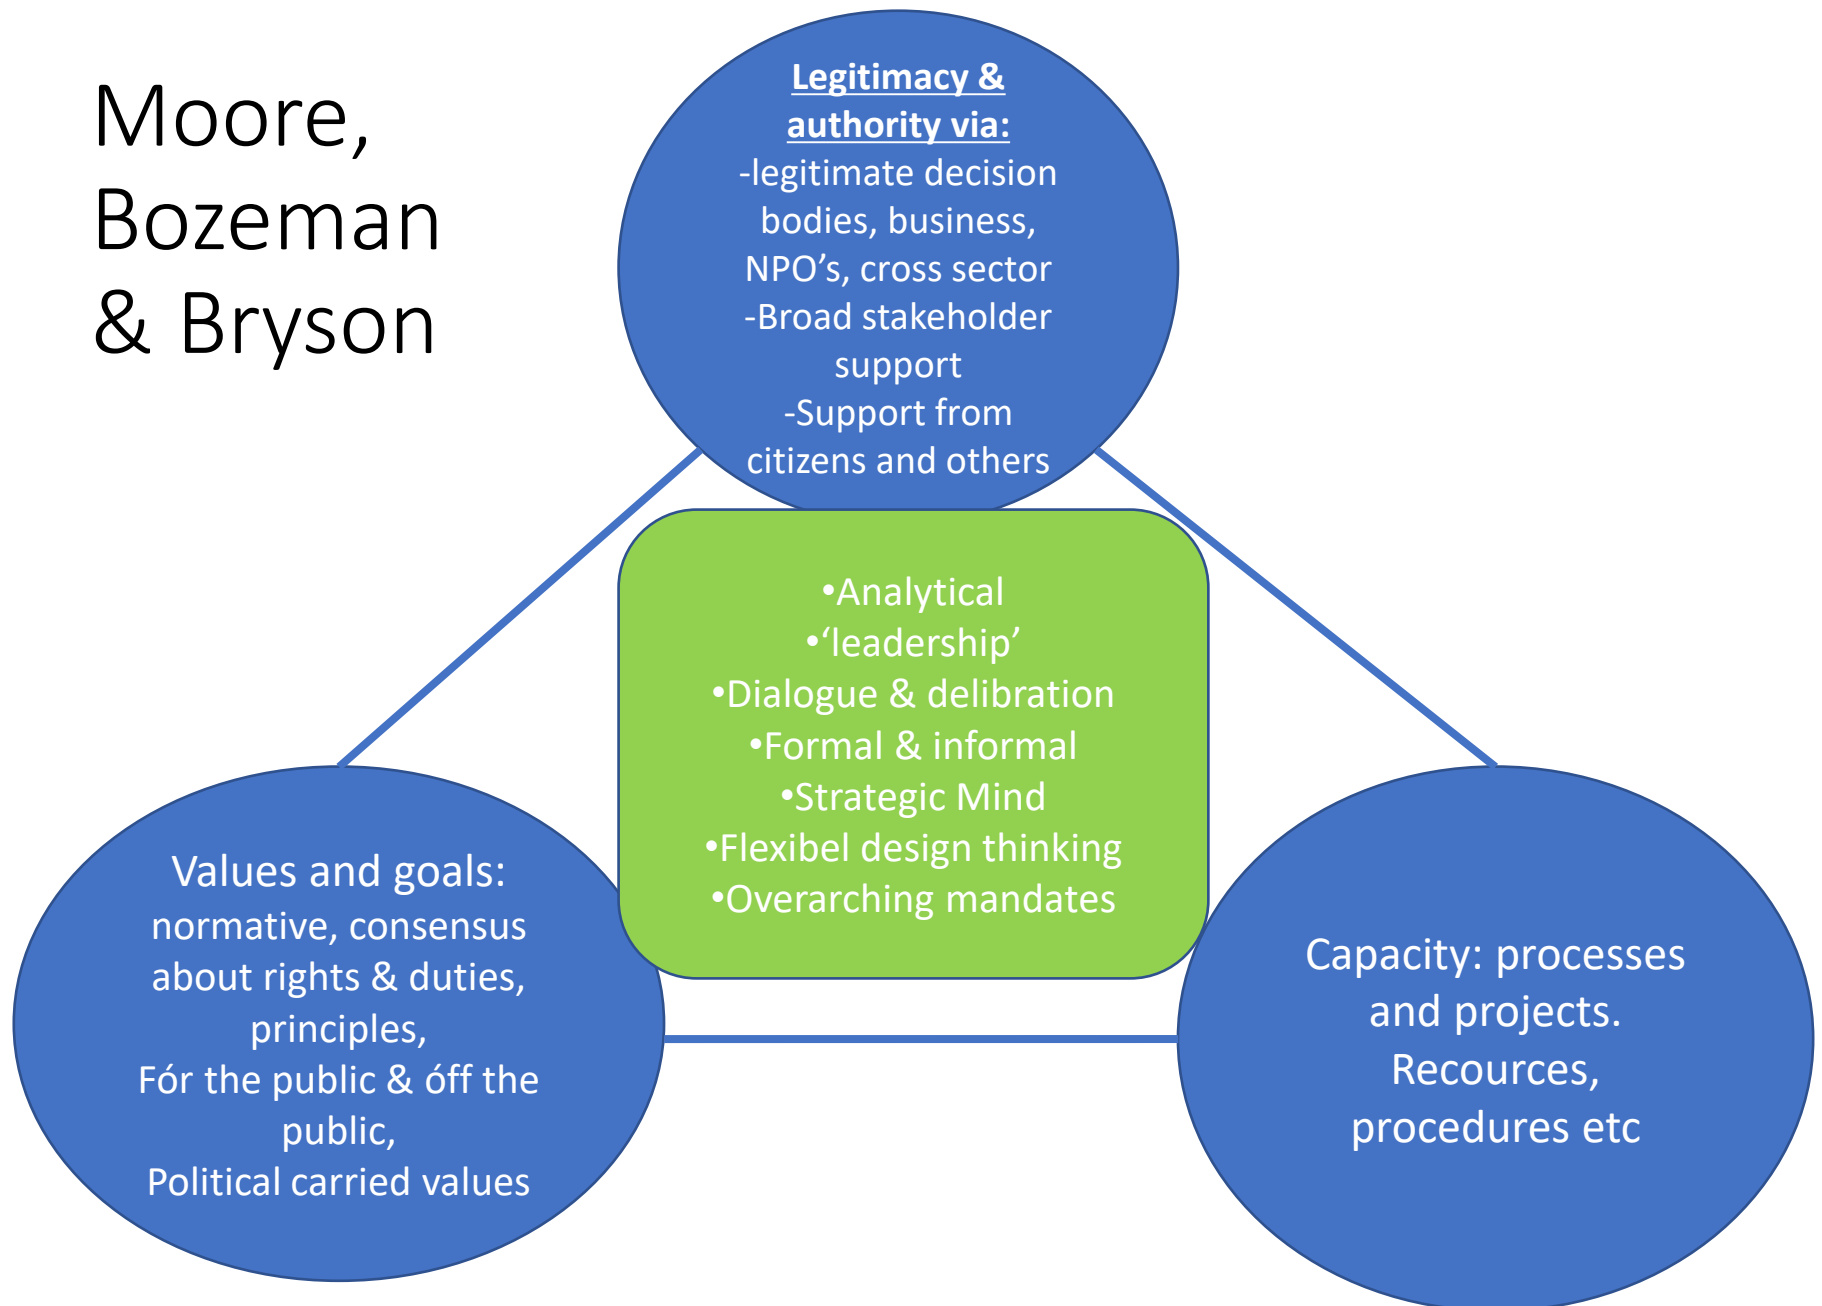 Moore,
Bozeman
& Bryson
Legitimacy &
authority via:
-legitimate decision
bodies, business,
NPO’s, cross sector
-Broad stakeholder
support
-Support from
citizens and others
•Analytical
•‘leadership’
•Dialogue & delibration
•Formal & informal
•Strategic Mind
•Flexibel design thinking
•Overarching mandates
Values and goals:
normative, consensus
about rights & duties,
principles,
Fór the public & óff the
public,
Political carried values
Capacity: processes
and projects.
Recources,
procedures etc